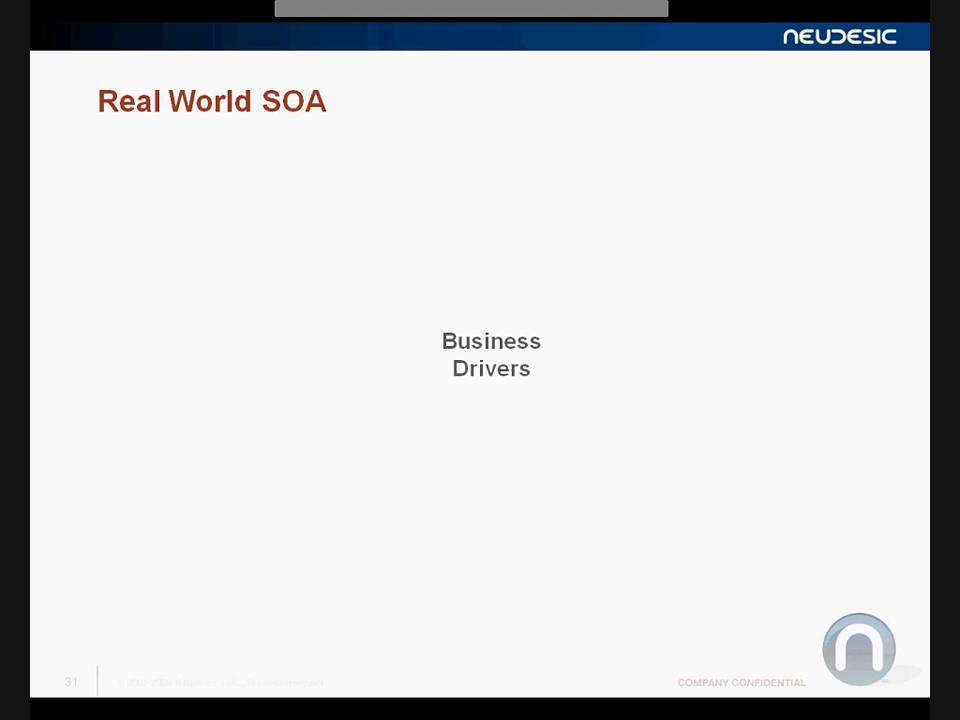 NEUDESIC
Real World SOA
Business
Drivers
31
COMPANY CONFIDENTIAL